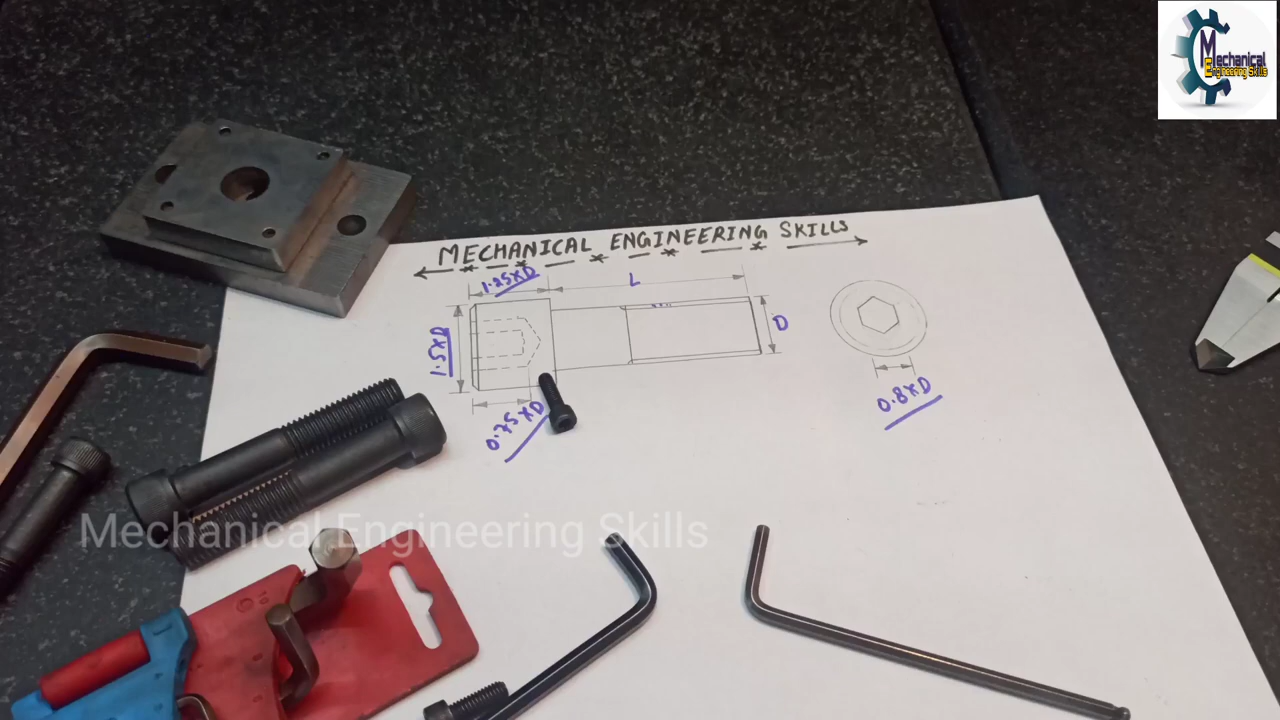 Mechanical
Engineering Skills
MECHANICAL ENGINEERING SKILLS
1.25XD
L
1.5XD
D
0.75XD
0.8XD
Mechanical Engineering Skills